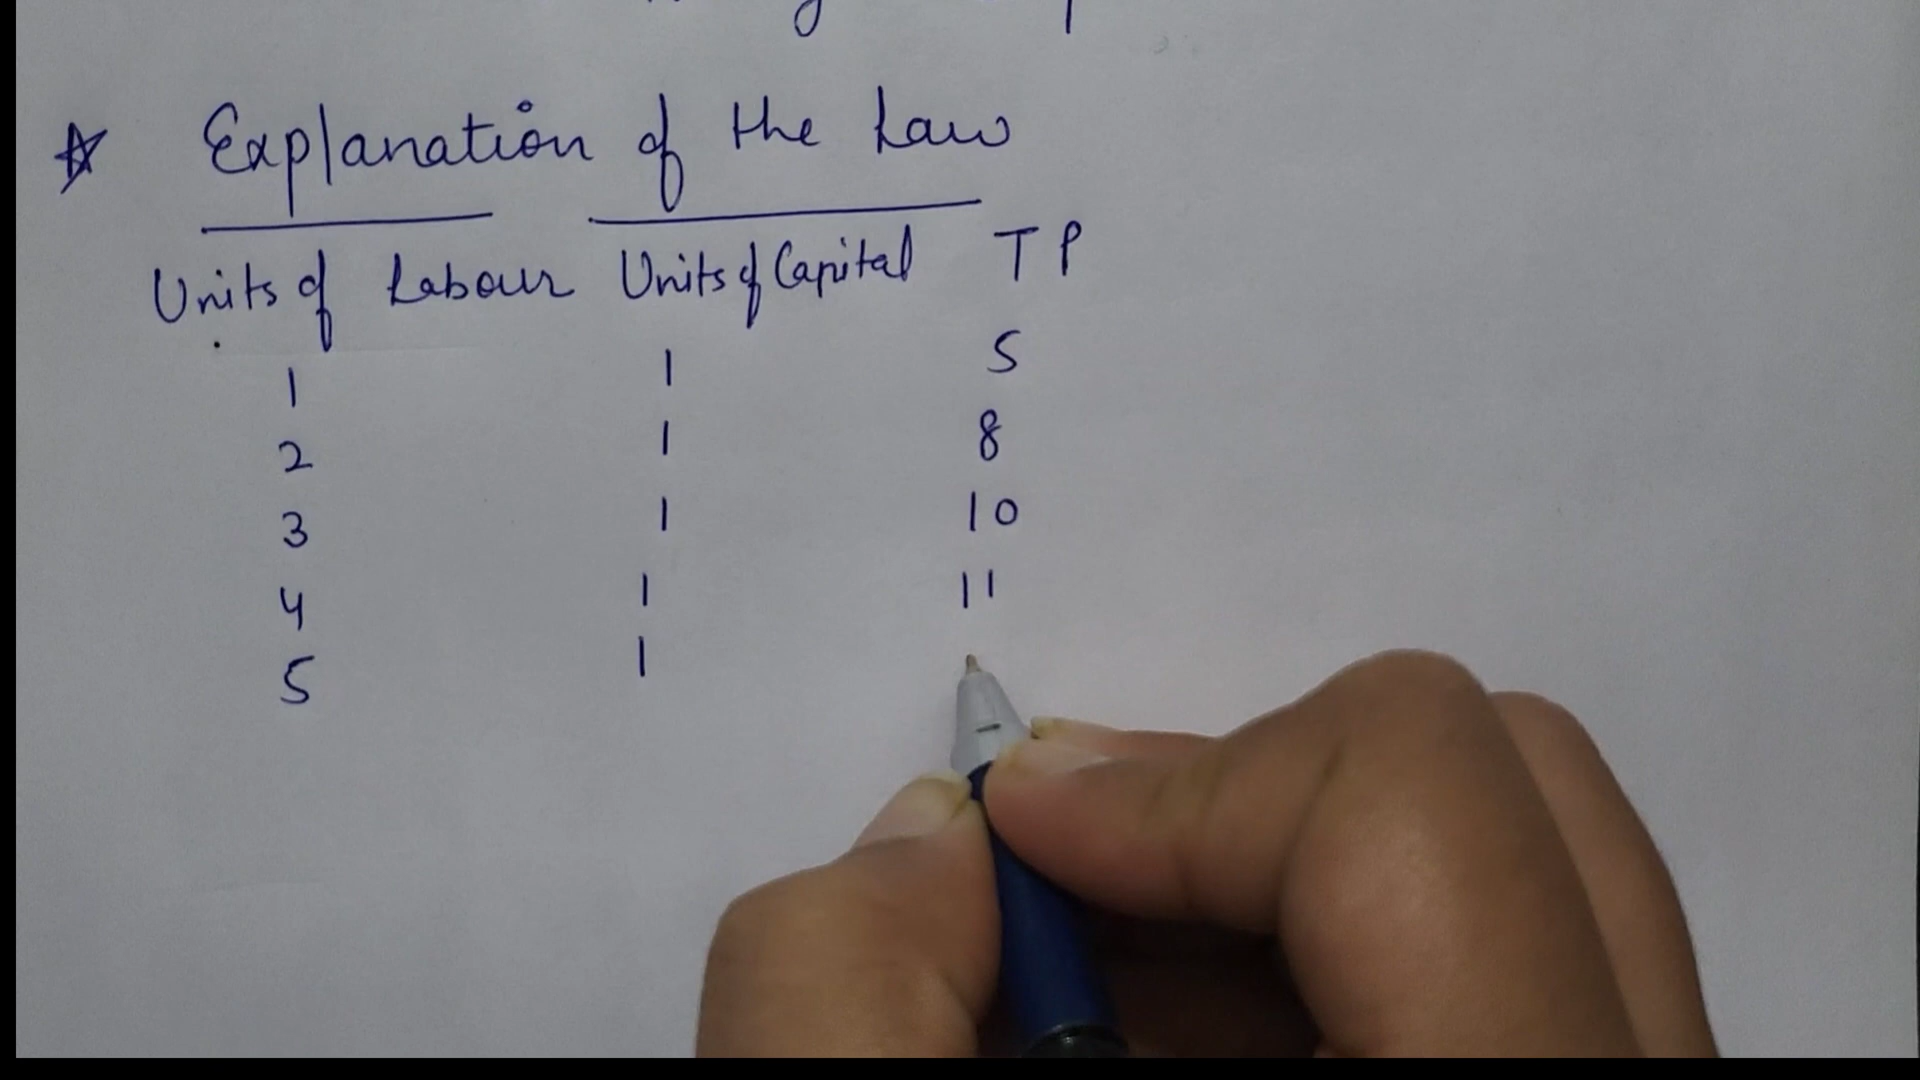 Explanation of the Law
Units of Labour Units of Capital TP
1 1 5
2 1 8
3 1 10
4 1 11
5 1